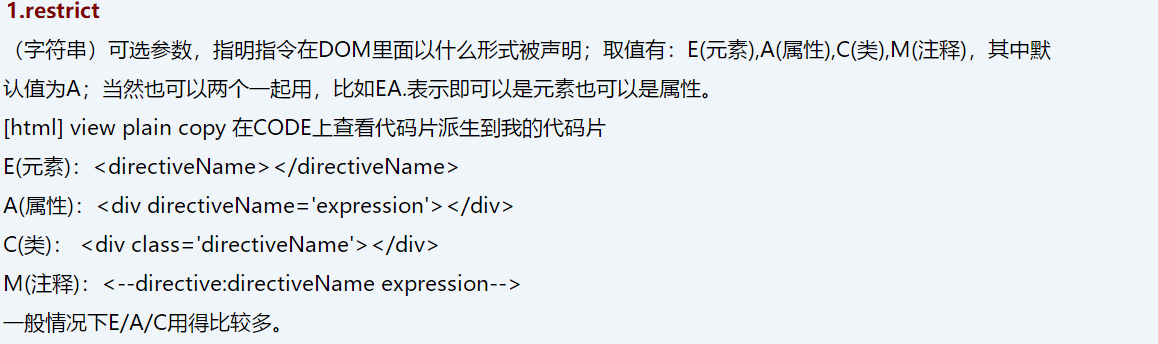 1.restrict
（字符串）可选参数，指明指令在DOM里面以什么形式被声明；取值有：E(元素),A(属性),C(类),M(注释)，其中默
认值为A；当然也可以两个一起用，比如EA.表示即可以是元素也可以是属性。
[html] view plain copy 在CODE上查看代码片派生到我的代码片
E(元素)：<directiveName></directiveName>
A(属性)：<div directiveName='expression'></div>
C(类)： <div class='directiveName'></div>
M(注释)：<--directive:directiveName expression-->
一般情况下E/A/C用得比较多。